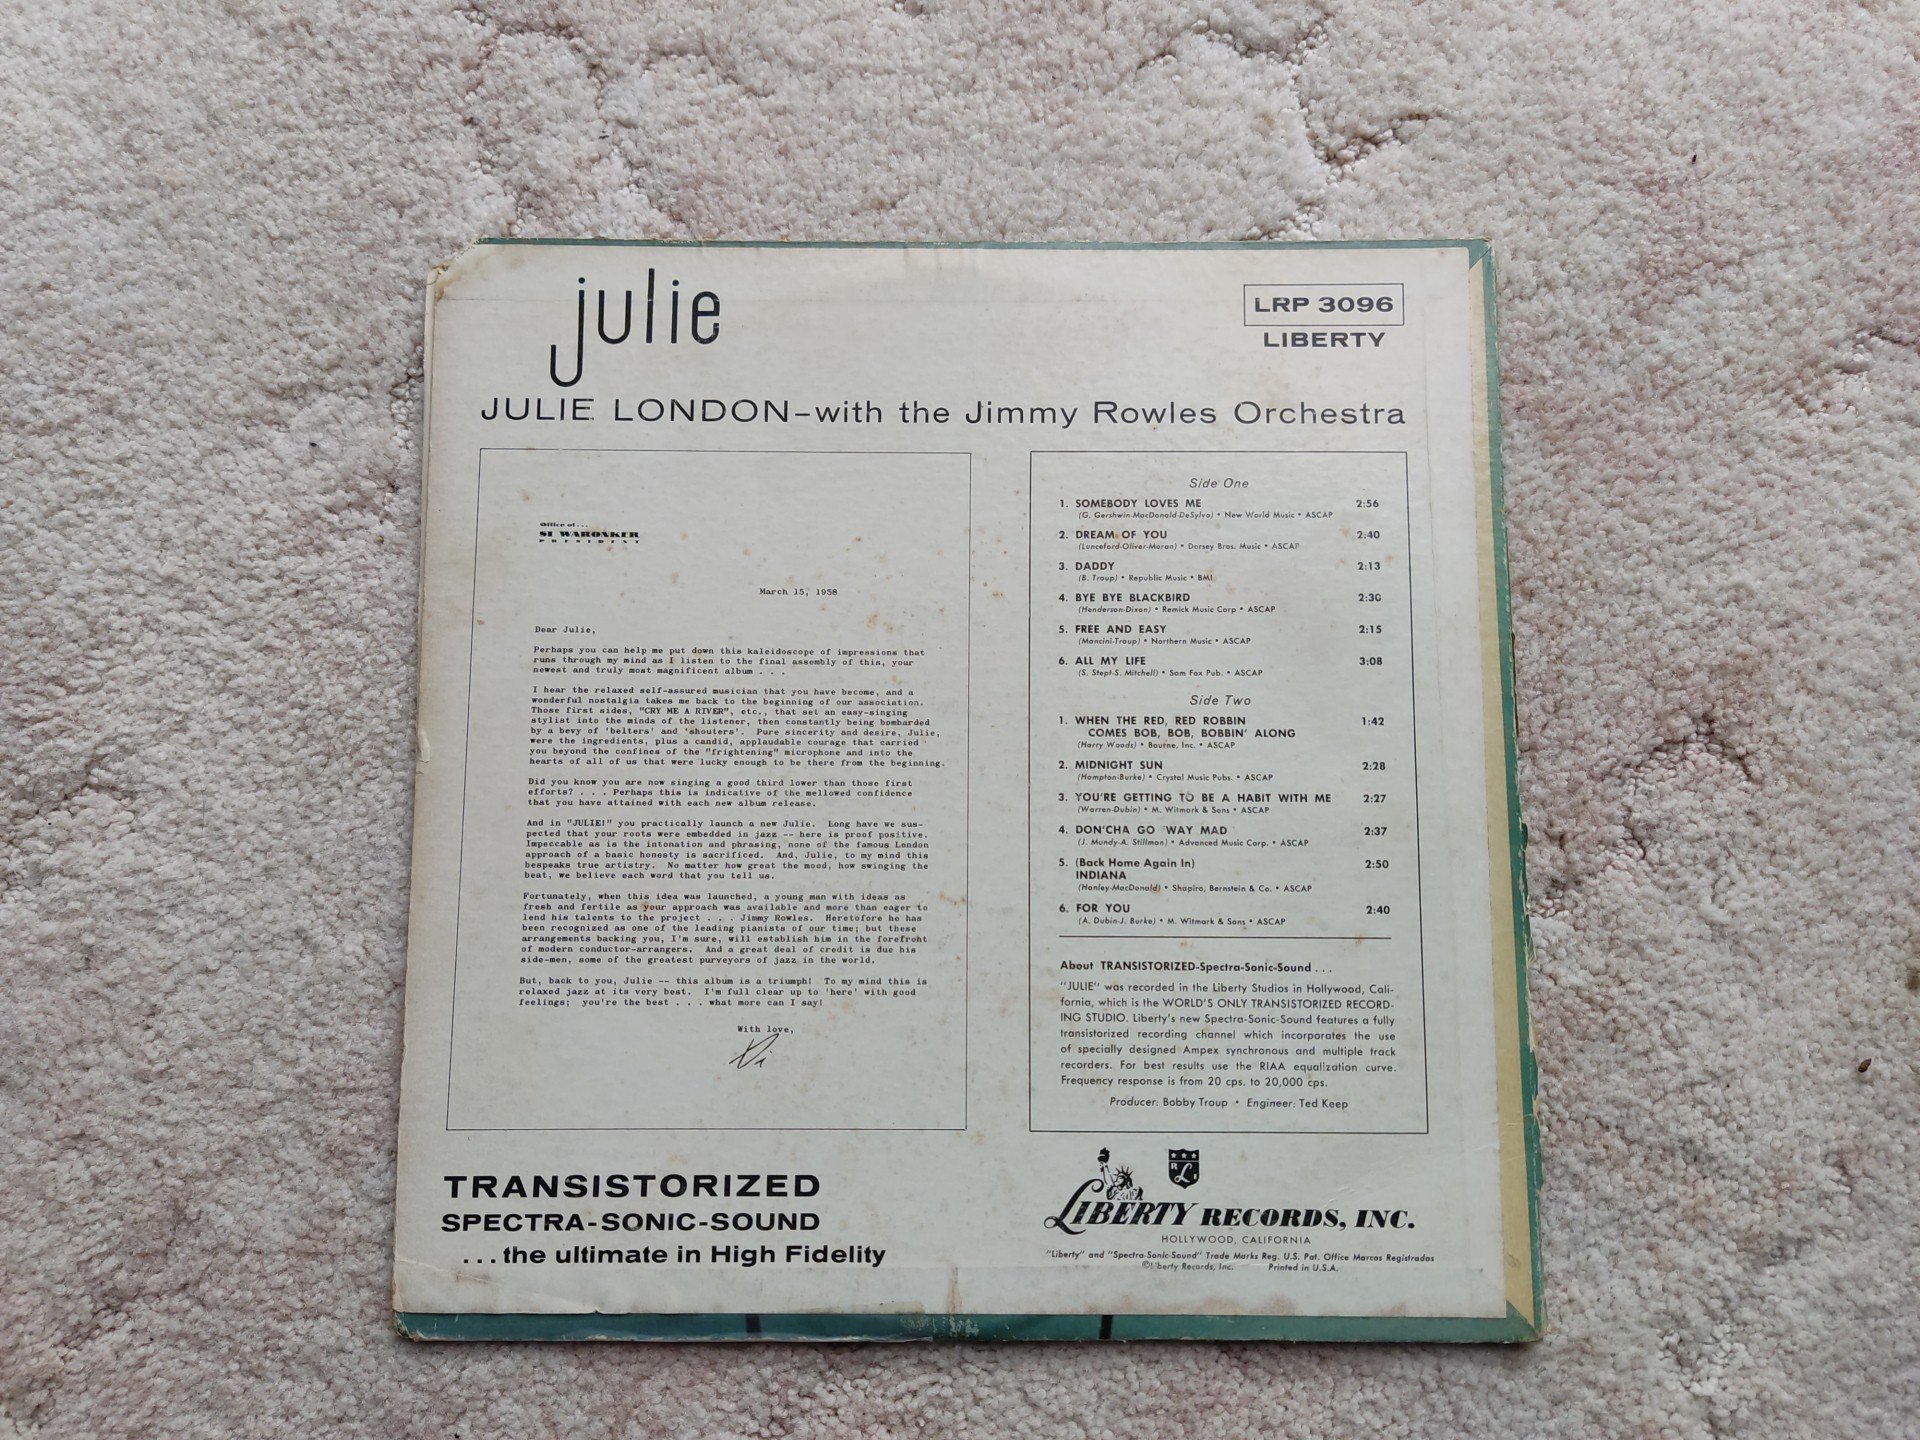 julie
LRP 3096
LIBERTY
JULIE LONDON–with the Jimmy Rowles Orchestra
Office of...
SI WARONKER
PRESIDENT
March 15, 1958
Dear Julie,
Perhaps you can help me put down this kaleidoscope of impressions that
runs through my mind as I listen to the final assembly of this, your
newest and truly most magnificent album . . .
I hear the relaxed self-assured musician that you have become, and a
wonderful nostalgia takes me back to the beginning of our association.
Those first sides, "CRY ME A RIVER", etc., that set an easy-singing
stylist into the minds of the listener, then constantly being bombarded
by a bevy of 'belters' and 'shouters'. Pure sincerity and desire, Julie,
were the ingredients, plus a candid, applaudable courage that carried
you beyond the confines of the "frightening" microphone and into the
hearts of all of us that were lucky enough to be there from the beginning.
Did you know you are now singing a good third lower than those first
efforts? . . . Perhaps this is indicative of the mellowed confidence
that you have attained with each new album release.
And in "JULIE!" you practically launch a new Julie. Long have we sus-
pected that your roots were embedded in jazz -- here is proof positive.
Impeccable as is the intonation and phrasing, none of the famous London
approach of a basic honesty is sacrificed. And, Julie, to my mind this
bespeaks true artistry. No matter how great the mood, how swinging the
beat, we believe each word that you tell us.
Fortunately, when this idea was launched, a young man with ideas as
fresh and fertile as your approach was available and more than eager to
lend his talents to the project . . . Jimmy Rowles. Heretofore he has
been recognized as one of the leading pianists of our time; but these
arrangements backing you, I'm sure, will establish him in the forefront
of modern conductor-arrangers. And a great deal of credit is due his
side-men, some of the greatest purveyors of jazz in the world.
But, back to you, Julie -- this album is a triumph! To my mind this is
relaxed jazz at its very best. I'm full clear up to 'here' with good
feelings; you're the best . . . what more can I say!
With love,
Si
Side One
1. SOMEBODY LOVES ME 2:56
(G. Gershwin-MacDonald-DeSylva) • New World Music • ASCAP
2. DREAM OF YOU 2:40
(Lunceford-Oliver-Moran) • Dorsey Bros. Music • ASCAP
3. DADDY 2:13
(B. Troup) • Republic Music • BMI
4. BYE BYE BLACKBIRD 2:30
(Henderson-Dixon) • Remick Music Corp • ASCAP
5. FREE AND EASY 2:15
(Mancini-Troup) • Northern Music • ASCAP
6. ALL MY LIFE 3:08
(S. Stept-S. Mitchell) • Sam Fox Pub. • ASCAP
Side Two
1. WHEN THE RED, RED ROBBIN 1:42
COMES BOB, BOB, BOBBIN' ALONG
(Harry Woods) • Bourne, Inc. • ASCAP
2. MIDNIGHT SUN 2:28
(Hampton-Burke) • Crystal Music Pubs. • ASCAP
3. YOU'RE GETTING TO BE A HABIT WITH ME 2:27
(Warren-Dubin) • M. Witmark & Sons • ASCAP
4. DON'CHA GO 'WAY MAD 2:37
(J. Mundy-A. Stillman) • Advanced Music Corp. • ASCAP
5. (Back Home Again In) 2:50
INDIANA
(Hanley-MacDonald) • Shapiro, Bernstein & Co. • ASCAP
6. FOR YOU 2:40
(A. Dubin-J. Burke) • M. Witmark & Sons • ASCAP
About TRANSISTORIZED-Spectra-Sonic-Sound . . .
"JULIE" was recorded in the Liberty Studios in Hollywood, Cali-
fornia, which is the WORLD'S ONLY TRANSISTORIZED RECORD-
ING STUDIO. Liberty's new Spectra-Sonic-Sound features a fully
transistorized recording channel which incorporates the use
of specially designed Ampex synchronous and multiple track
recorders. For best results use the RIAA equalization curve.
Frequency response is from 20 cps. to 20,000 cps.
Producer: Bobby Troup • Engineer: Ted Keep
TRANSISTORIZED
SPECTRA-SONIC-SOUND
...the ultimate in High Fidelity
LIBERTY RECORDS, INC.
HOLLYWOOD, CALIFORNIA
"Liberty" and "Spectra-Sonic-Sound" Trade Marks Reg. U.S. Pat. Office Marcas Registradas
©Liberty Records, Inc. Printed in U.S.A.